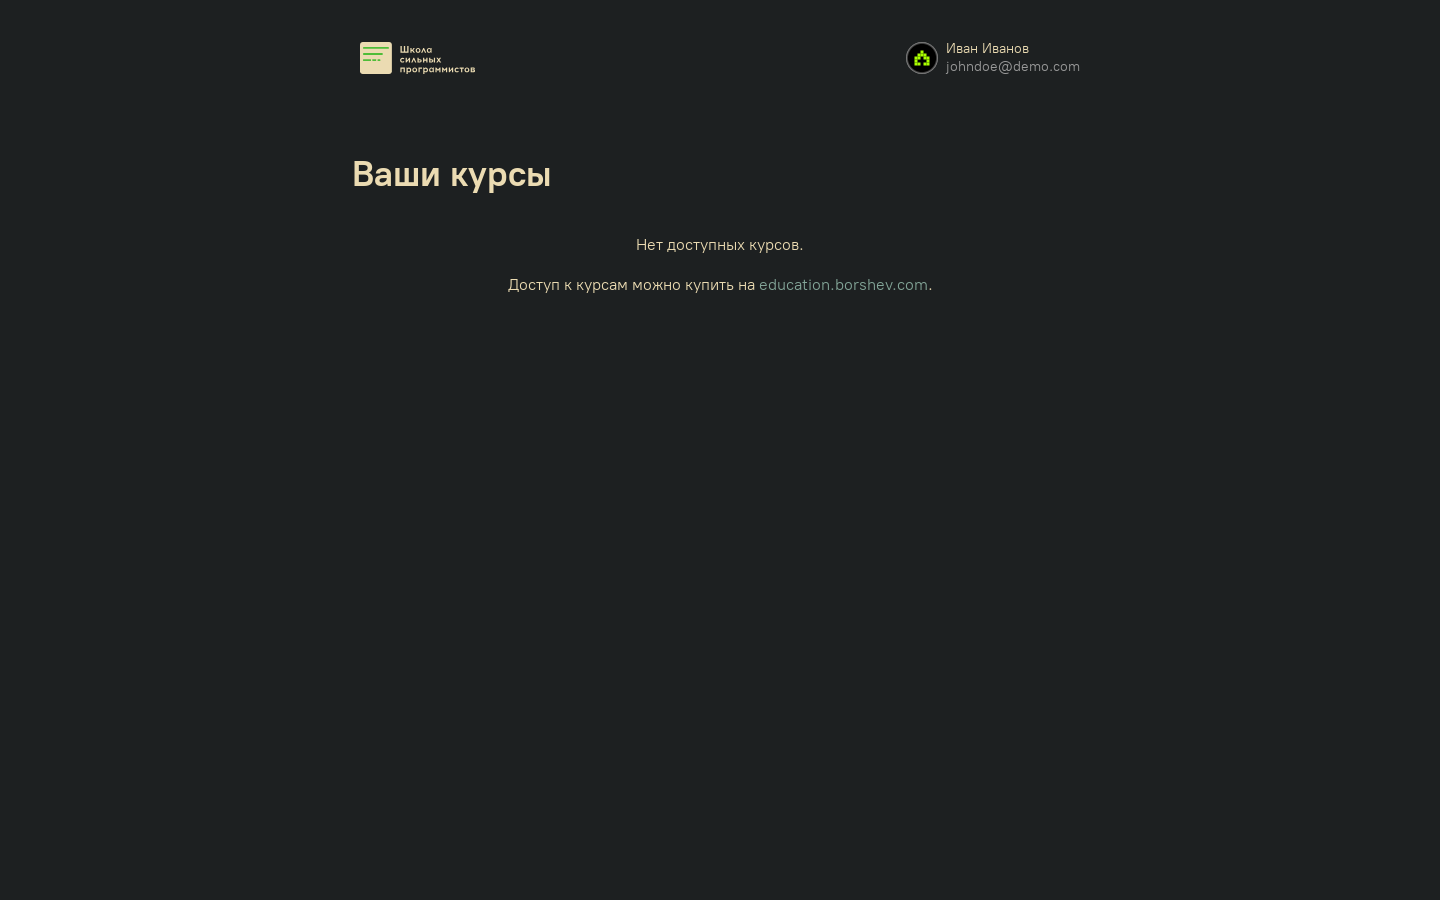 Школа
сильных
программистов
Иван Иванов
johndoe@demo.com
Ваши курсы
Нет доступных курсов.
Доступ к курсам можно купить на education.borshev.com.